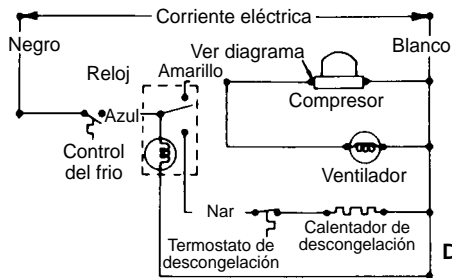 Corriente eléctrica
Negro
Ver diagrama
Blanco
Reloj
Amarillo
Compresor
Azul
Control
del frio
Ventilador
Nar
Termostato de
descongelación
Calentador de
descongelación
D